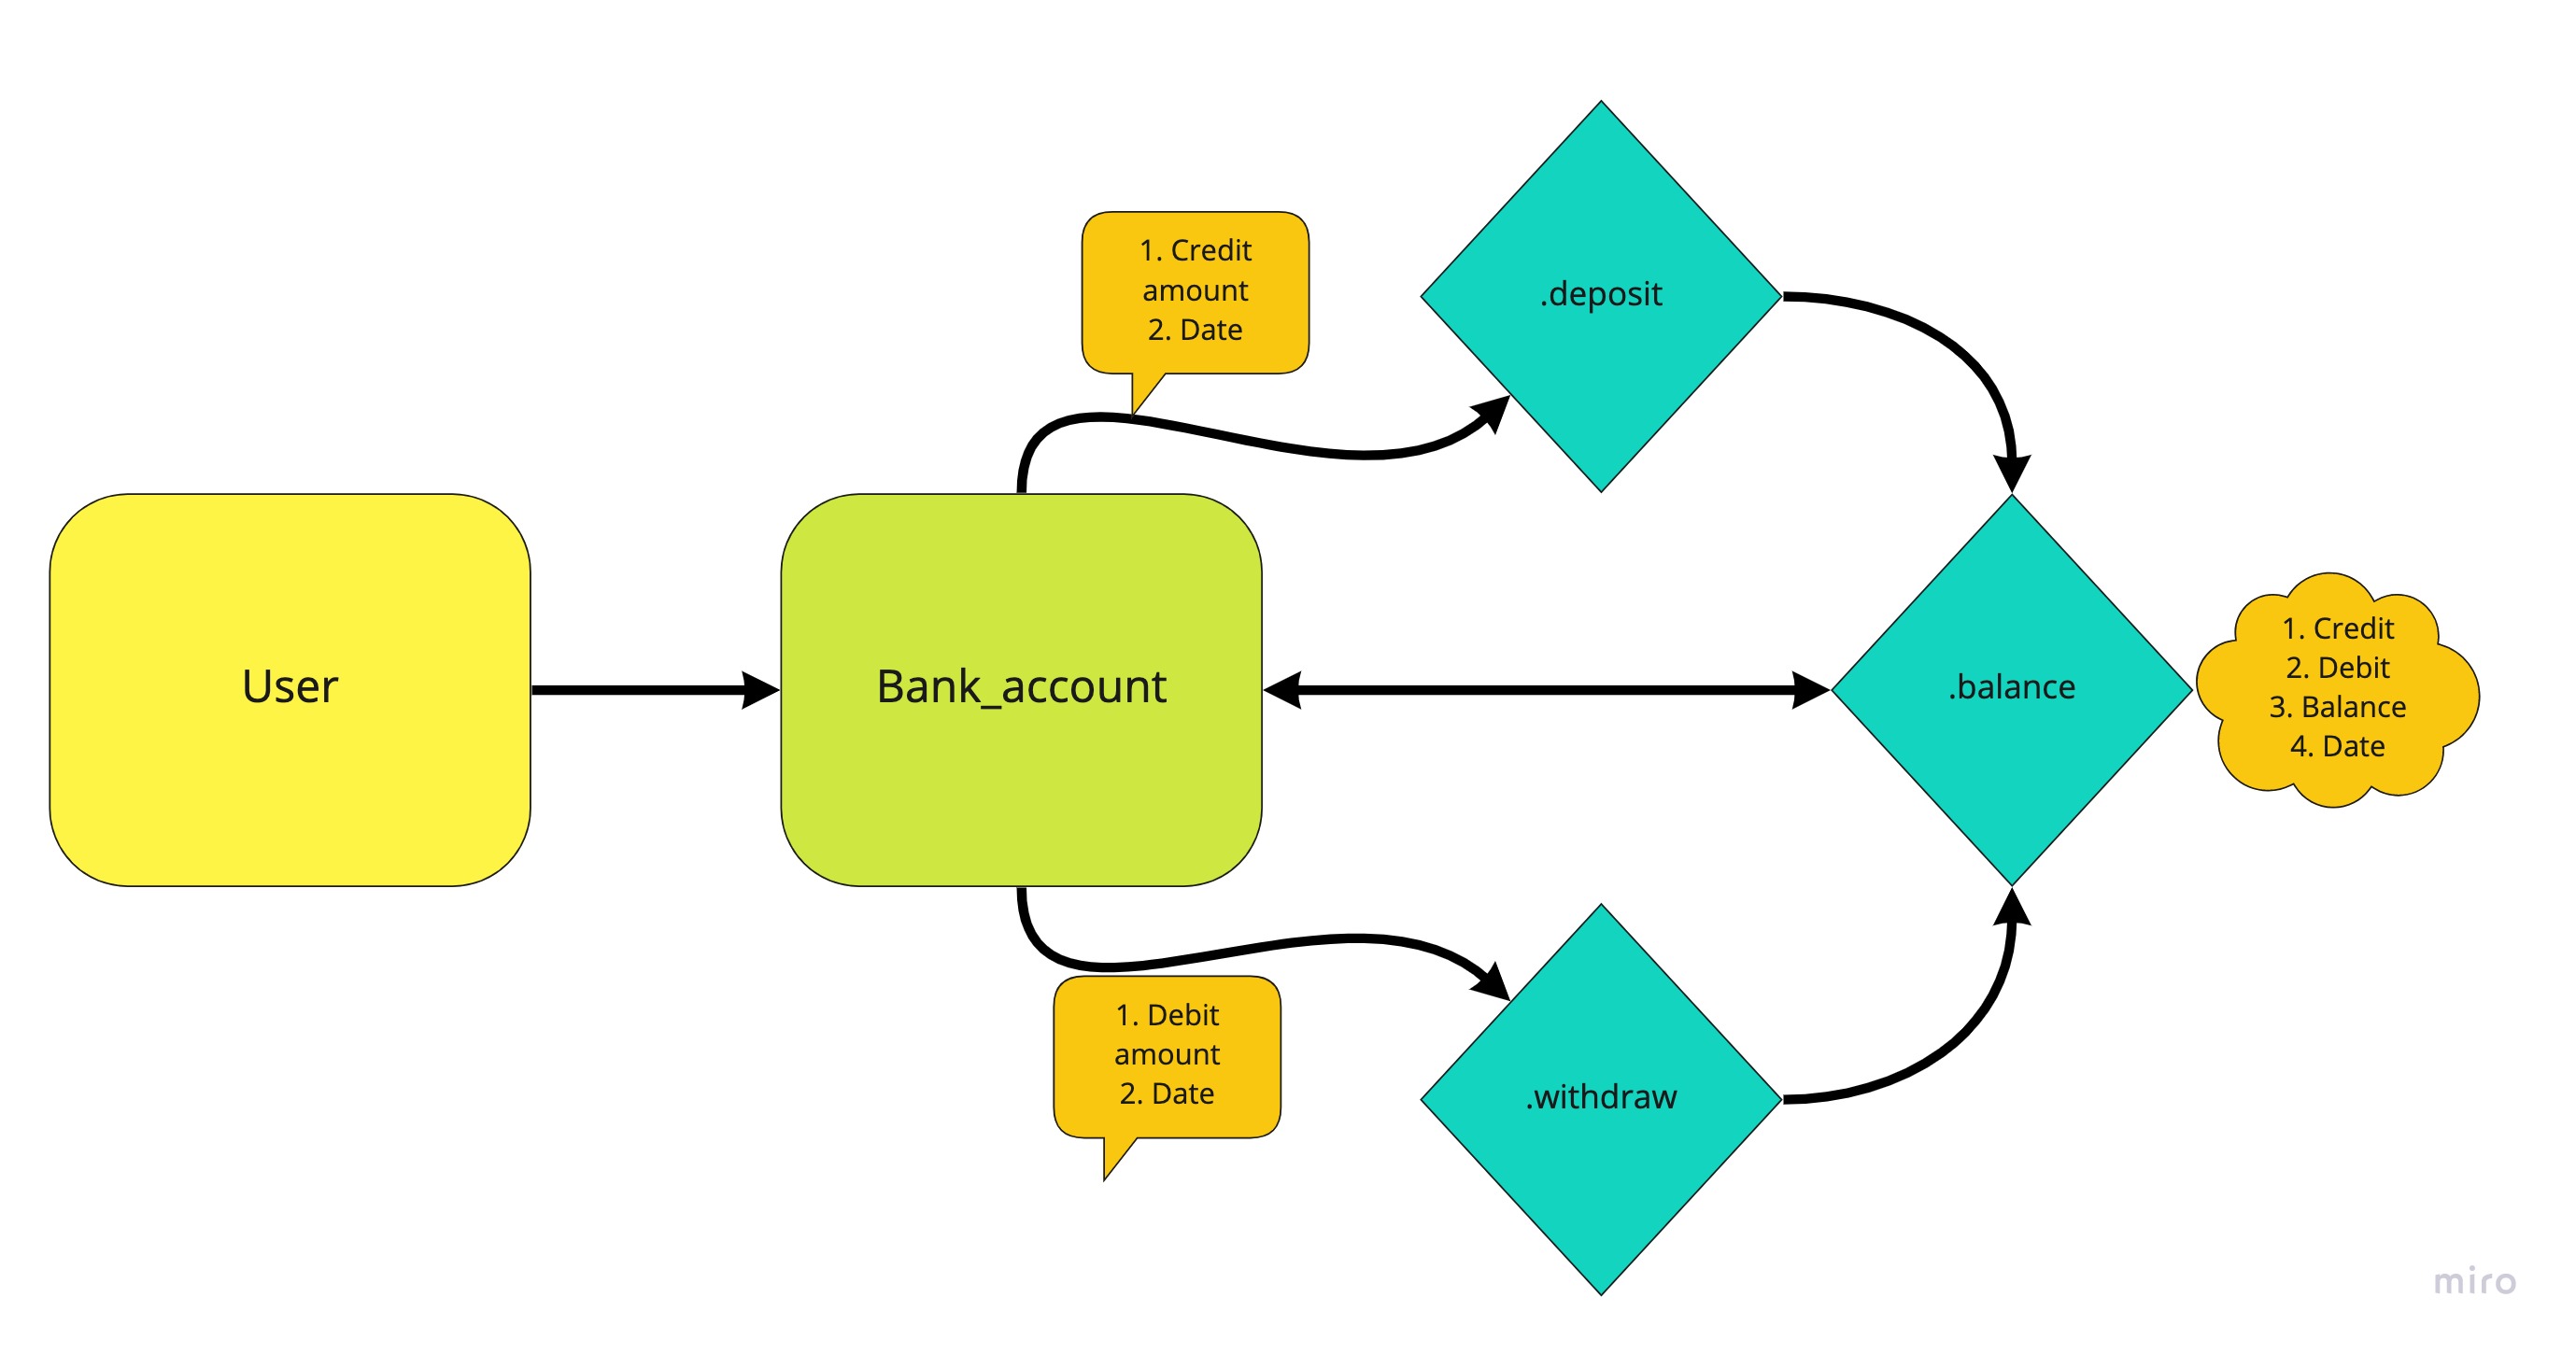 1. Credit
amount
2. Date
.deposit
User
Bank_account
.balance
1. Credit
2. Debit
3. Balance
4. Date
1. Debit
amount
2. Date
.withdraw
miro